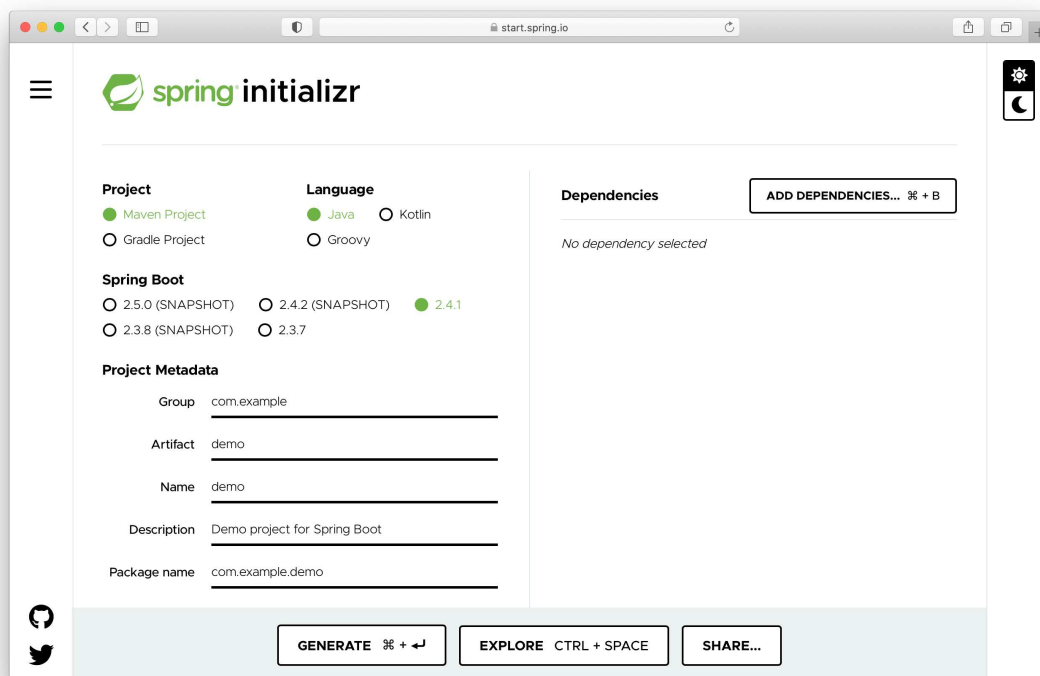 start.spring.io
spring initializr
Project
Maven Project
Gradle Project
Language
Java Kotlin
Groovy
Spring Boot
2.5.0 (SNAPSHOT) 2.4.2 (SNAPSHOT) 2.4.1
2.3.8 (SNAPSHOT) 2.3.7
Project Metadata
Group com.example
Artifact demo
Name demo
Description Demo project for Spring Boot
Package name com.example.demo
Dependencies
ADD DEPENDENCIES... ⌘ + B
No dependency selected
GENERATE ⌘ + ↵
EXPLORE CTRL + SPACE
SHARE...